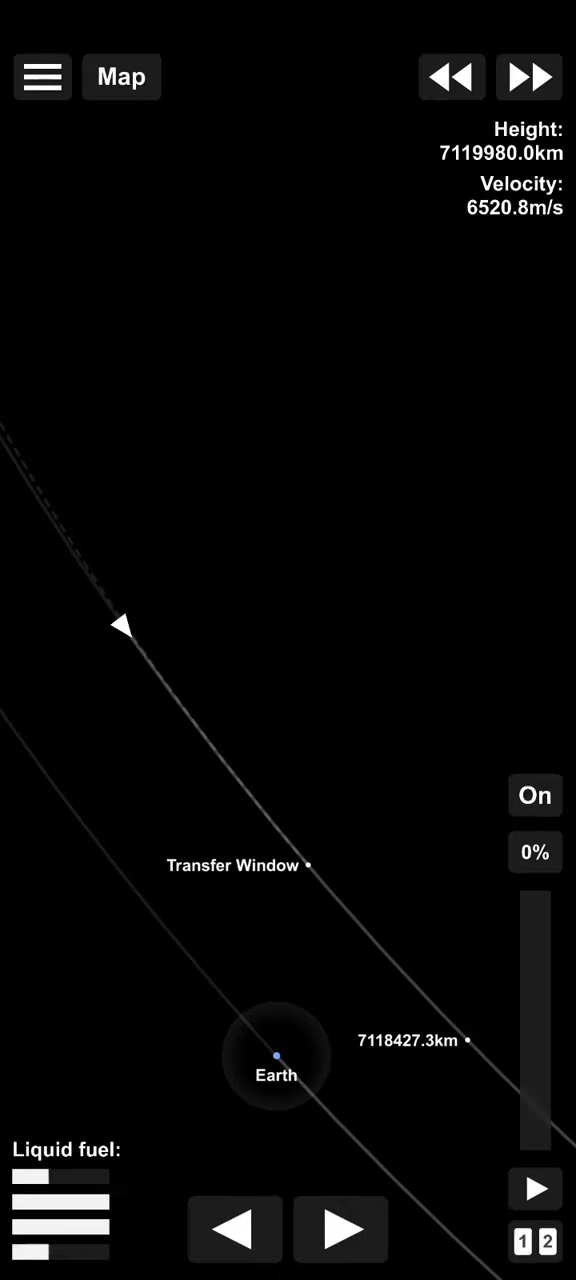 Map
Height:
7119980.0km
Velocity:
6520.8m/s
On
0%
Transfer Window
7118427.3km
Earth
Liquid fuel:
1 2